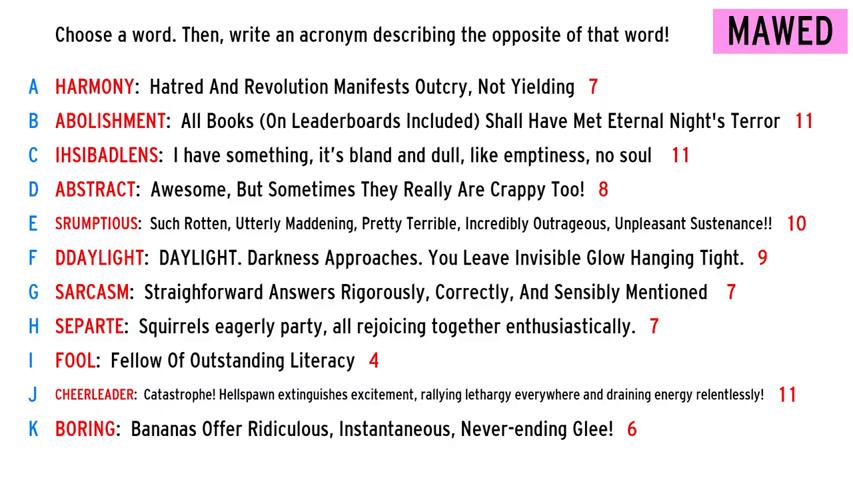 Choose a word. Then, write an acronym describing the opposite of that word!
MAWED
A HARMONY: Hatred And Revolution Manifests Outcry, Not Yielding 7
B ABOLISHMENT: All Books (On Leaderboards Included) Shall Have Met Eternal Night's Terror 11
C IHSIBADLENS: I have something, it's bland and dull, like emptiness, no soul 11
D ABSTRACT: Awesome, But Sometimes They Really Are Crappy Too! 8
E SRUMPTIOUS: Such Rotten, Utterly Maddening, Pretty Terrible, Incredibly Outrageous, Unpleasant Sustenance!! 10
F DDAYLIGHT: DAYLIGHT. Darkness Approaches. You Leave Invisible Glow Hanging Tight. 9
G SARCASM: Straighforward Answers Rigorously, Correctly, And Sensibly Mentioned 7
H SEPARTE: Squirrels eagerly party, all rejoicing together enthusiastically. 7
I FOOL: Fellow Of Outstanding Literacy 4
J CHEERLEADER: Catastrophe! Hellspawn extinguishes excitement, rallying lethargy everywhere and draining energy relentlessly! 11
K BORING: Bananas Offer Ridiculous, Instantaneous, Never-ending Glee! 6